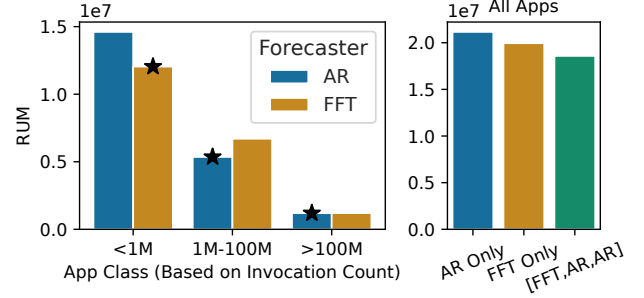 1e7
RUM
1.5
1.0
0.5
0.0
Forecaster
AR
FFT
<1M
1M-100M
>100M
App Class (Based on Invocation Count)
All Apps
1e7
2.0
1.5
1.0
0.5
0.0
AR Only
FFT Only
[FFT,AR,AR]